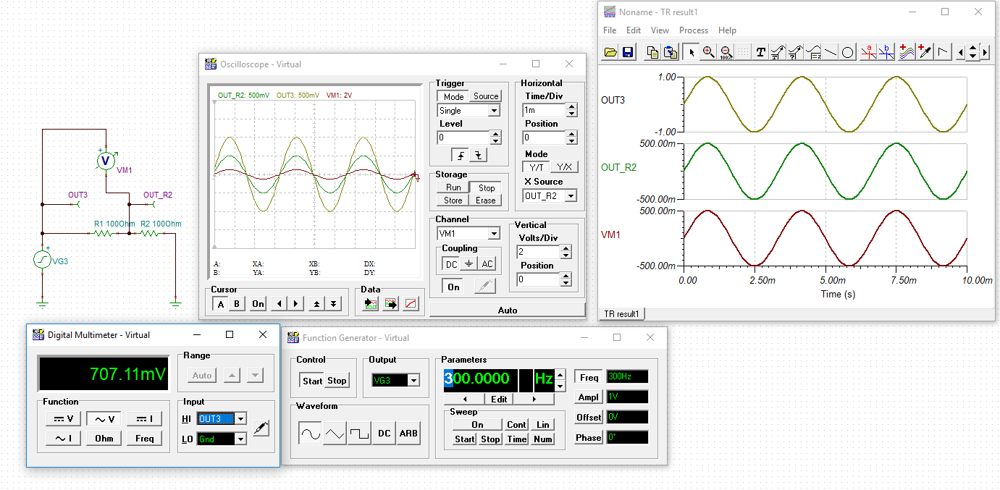 V
VM1
OUT3
OUT_R2
R1 100Ohm
R2 100Ohm
VG3
Oscilloscope - Virtual
OUT_R2: 500mV OUT3: 500mV VM1: 2V
A: XA: XB: DX:
B: YA: YB: DY:
Cursor
A B On
Data
Trigger
Mode Source
Single
Level
0
Storage
Run Stop
Store Erase
Channel
VM1
Coupling
DC AC
On
Horizontal
Time/Div
1m
Position
0
Mode
Y/T Y/X
X Source
OUT_R2
Vertical
Volts/Div
2
Position
0
Auto
Noname - TR result1
File Edit View Process Help
T
100%
a
b
OUT3
1.00
-1.00
OUT_R2
500.00m
-500.00m
VM1
500.00m
-500.00m
0.00 2.50m 5.00m 7.50m 10.00m
Time (s)
TR result1
Digital Multimeter - Virtual
707.11mV
Range
Auto
Function
V V I
I Ohm Freq
Input
HI OUT3
LO Gnd
Function Generator - Virtual
Control
Start Stop
Output
VG3
Waveform
DC ARB
Parameters
300.0000 Hz
Edit
Sweep
On Cont Lin
Start Stop Time Num
Freq 300Hz
Ampl 1V
Offset 0V
Phase 0°